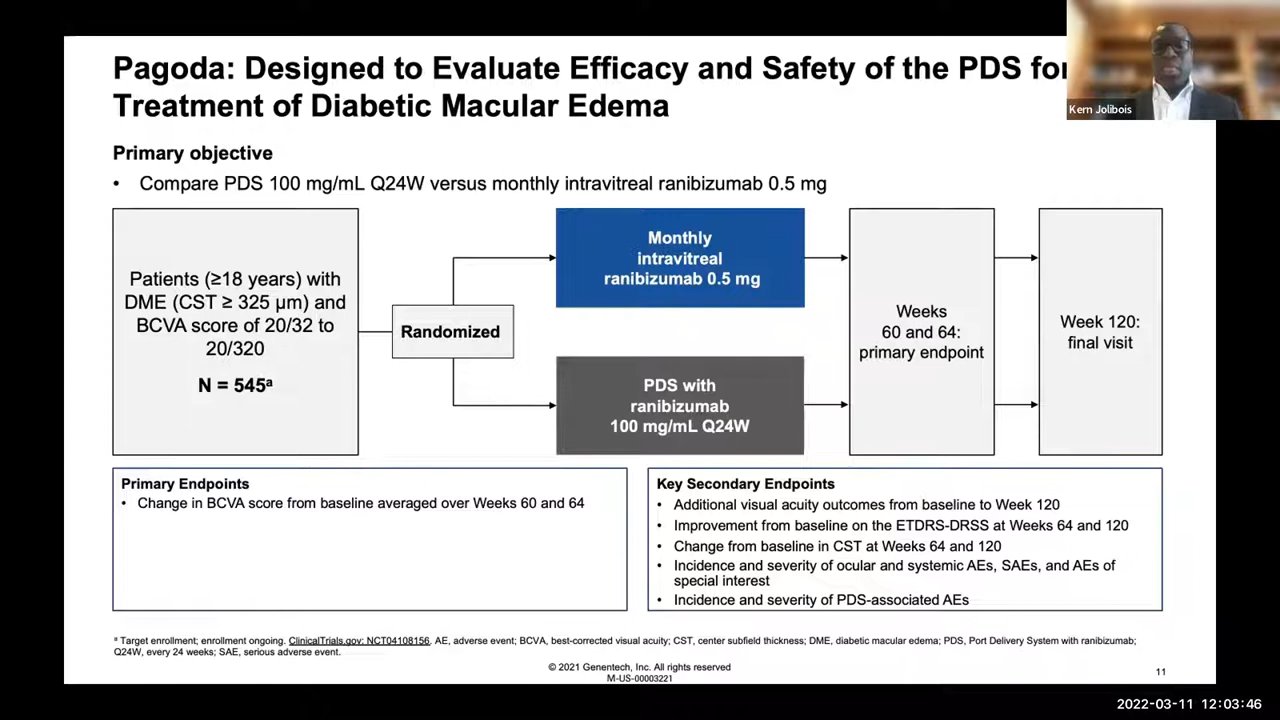 Pagoda: Designed to Evaluate Efficacy and Safety of the PDS for
Treatment of Diabetic Macular Edema
Kern Jolibois
Primary objective
• Compare PDS 100 mg/mL Q24W versus monthly intravitreal ranibizumab 0.5 mg
Patients (≥18 years) with
DME (CST ≥ 325 µm) and
BCVA score of 20/32 to
20/320
N = 545ª
Randomized
Monthly
intravitreal
ranibizumab 0.5 mg
PDS with
ranibizumab
100 mg/mL Q24W
Weeks
60 and 64:
primary endpoint
Week 120:
final visit
Primary Endpoints
• Change in BCVA score from baseline averaged over Weeks 60 and 64
Key Secondary Endpoints
• Additional visual acuity outcomes from baseline to Week 120
• Improvement from baseline on the ETDRS-DRSS at Weeks 64 and 120
• Change from baseline in CST at Weeks 64 and 120
• Incidence and severity of ocular and systemic AEs, SAEs, and AEs of
special interest
• Incidence and severity of PDS-associated AEs
ª Target enrollment; enrollment ongoing. ClinicalTrials.gov: NCT04108156. AE, adverse event; BCVA, best-corrected visual acuity; CST, center subfield thickness; DME, diabetic macular edema; PDS, Port Delivery System with ranibizumab;
Q24W, every 24 weeks; SAE, serious adverse event.
© 2021 Genentech, Inc. All rights reserved
M-US-00003221
11
2022-03-11 12:03:46